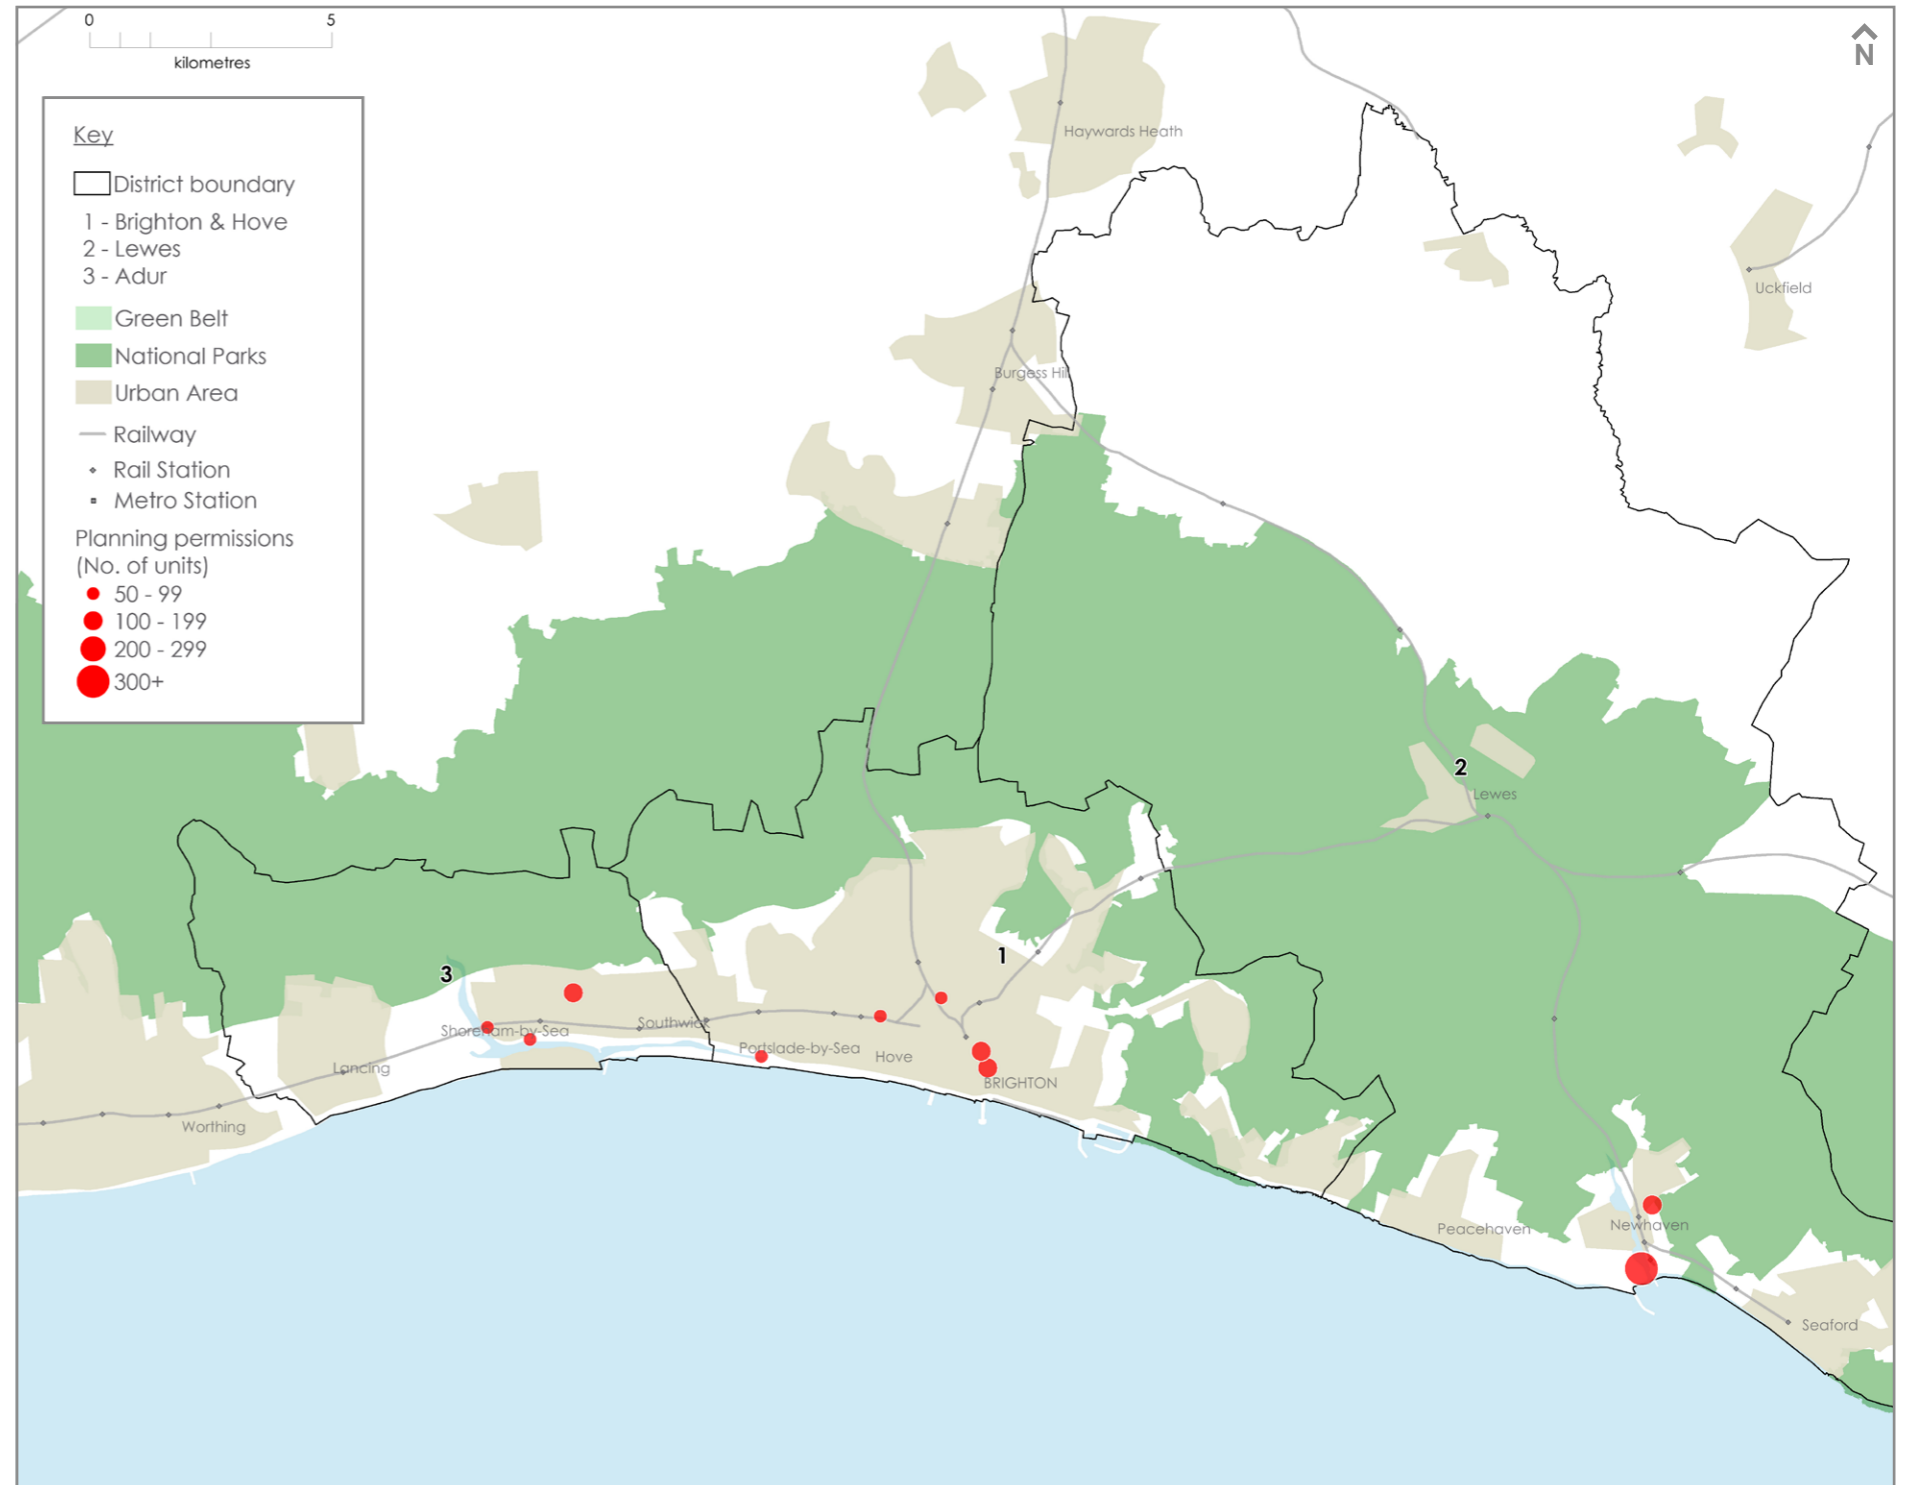 0 5
kilometres
N
Key
District boundary
1 - Brighton & Hove
2 - Lewes
3 - Adur
Green Belt
National Parks
Urban Area
Railway
Rail Station
Metro Station
Planning permissions
(No. of units)
50 - 99
100 - 199
200 - 299
300+
Haywards Heath
Uckfield
Burgess Hill
2
Lewes
1
3
Shoreham-by-Sea
Southwick
Portslade-by-Sea
Hove
Lancing
BRIGHTON
Worthing
Peacehaven
Newhaven
Seaford